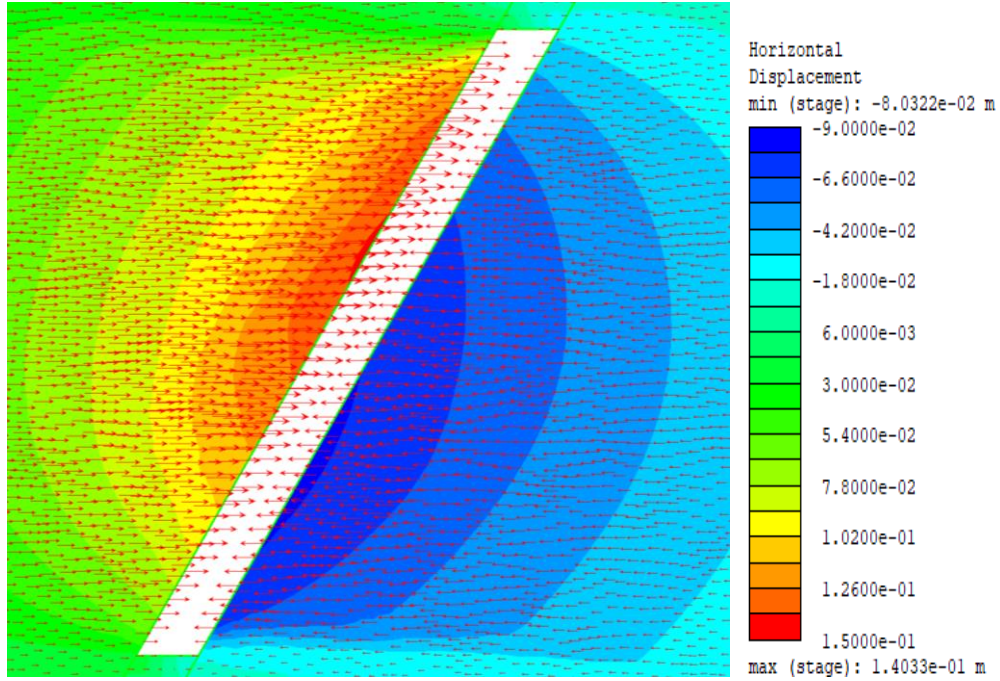 Horizontal
Displacement
min (stage): -8.0322e-02 m
-9.0000e-02
-6.6000e-02
-4.2000e-02
-1.8000e-02
6.0000e-03
3.0000e-02
5.4000e-02
7.8000e-02
1.0200e-01
1.2600e-01
1.5000e-01
max (stage): 1.4033e-01 m